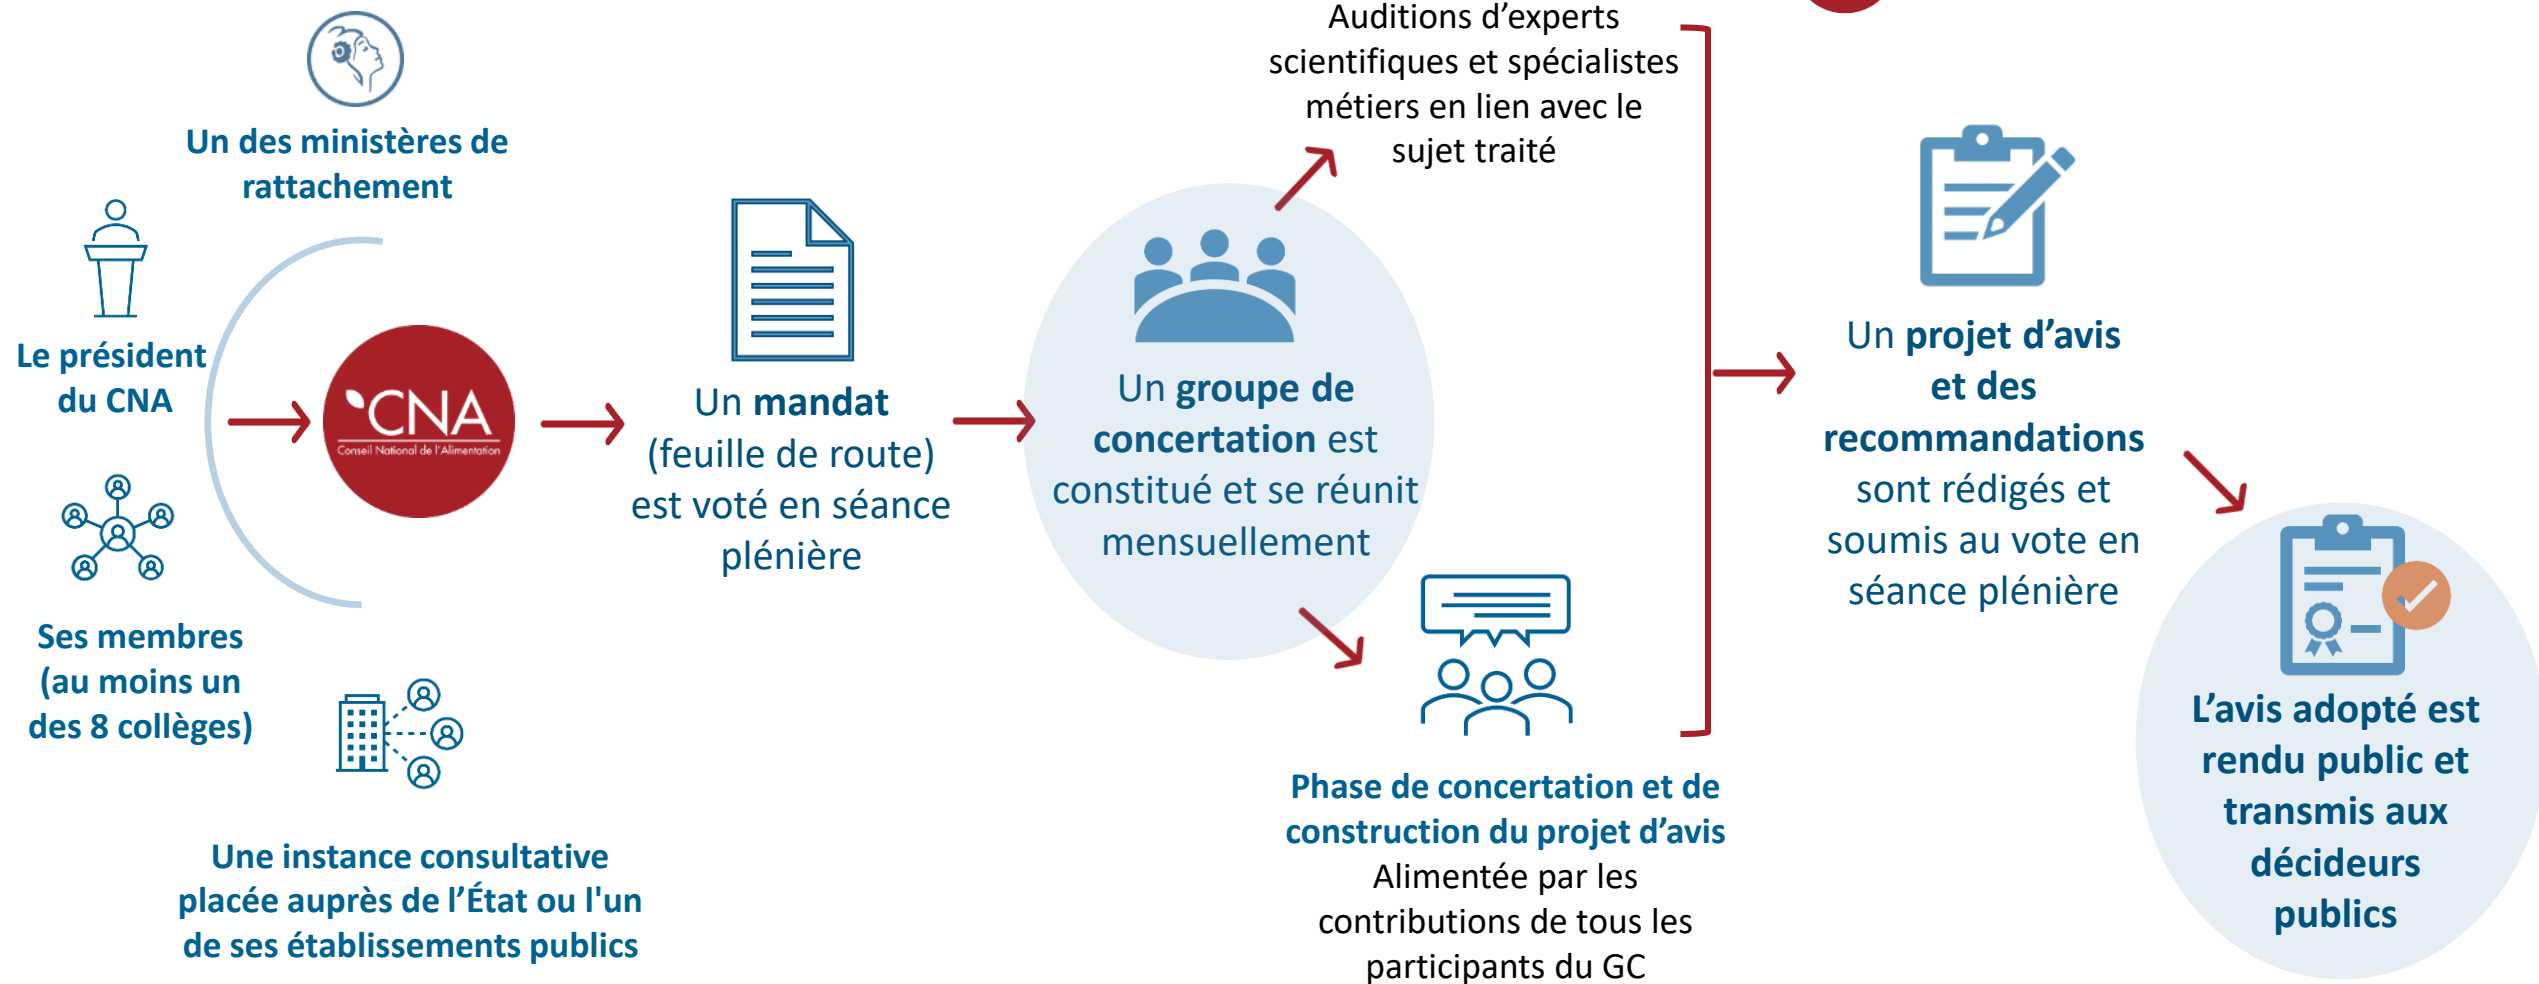 Un des ministères de
rattachement
Le président
du CNA
Ses membres
(au moins un
des 8 collèges)
Une instance consultative
placée auprès de l’État ou l'un
de ses établissements publics
CNA
Conseil National de l'Alimentation
Un mandat
(feuille de route)
est voté en séance
plénière
Un groupe de
concertation est
constitué et se réunit
mensuellement
Auditions d’experts
scientifiques et spécialistes
métiers en lien avec le
sujet traité
Phase de concertation et de
construction du projet d’avis
Alimentée par les
contributions de tous les
participants du GC
Un projet d’avis
et des
recommandations
sont rédigés et
soumis au vote en
séance plénière
L’avis adopté est
rendu public et
transmis aux
décideurs
publics